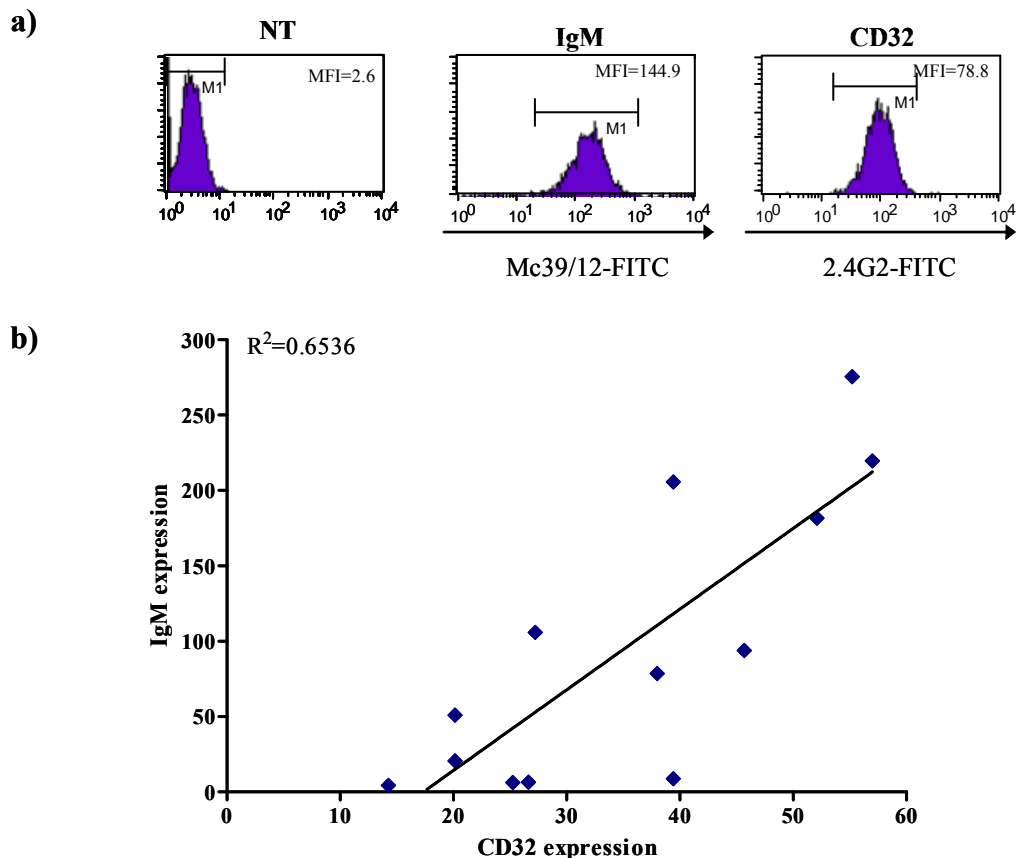 a)
NT
MFI=2.6
M1
10⁰ 10¹ 10² 10³ 10⁴
IgM
MFI=144.9
M1
10⁰ 10¹ 10² 10³ 10⁴
Mc39/12-FITC
CD32
MFI=78.8
M1
10⁰ 10¹ 10² 10³ 10⁴
2.4G2-FITC
b)
R²=0.6536
IgM expression
300
250
200
150
100
50
0
0 10 20 30 40 50 60
CD32 expression